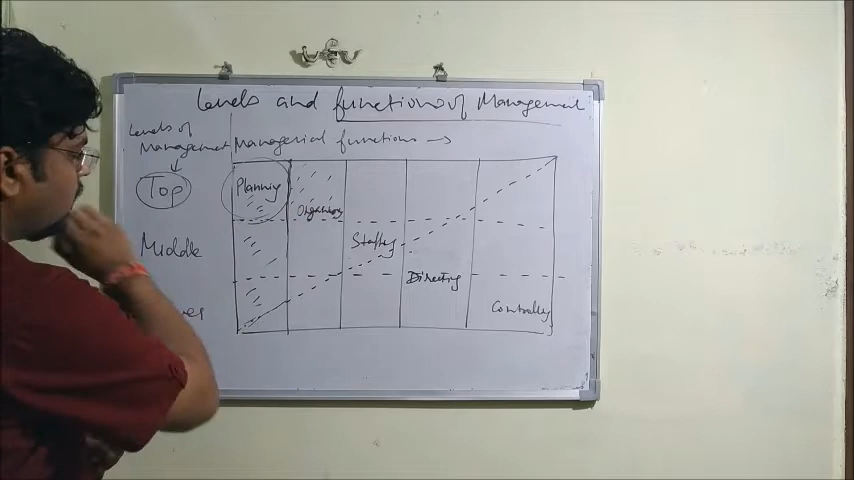 Levels and functions of Management
Levels of
Management
Managerial functions →
Top
Planning
Organising
Middle
Staffing
Directing
Controlling